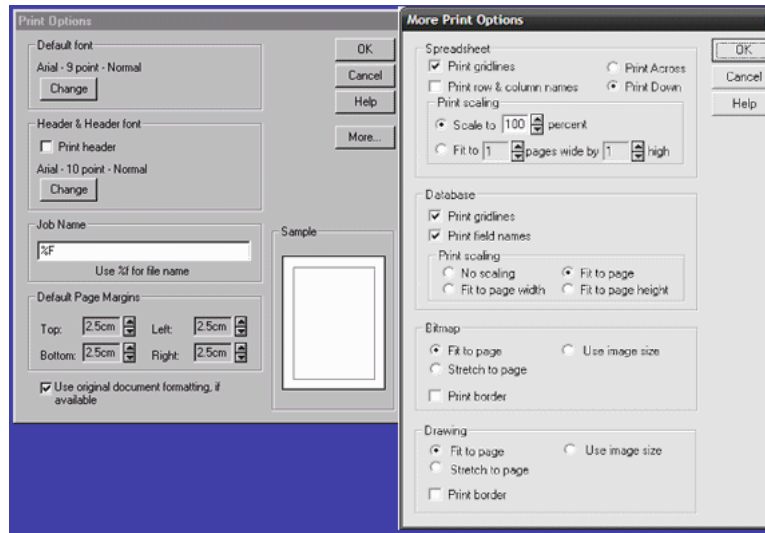 Print Options
Default font
Arial - 9 point - Normal
Change
Header & Header font
Print header
Arial - 10 point - Normal
Change
Job Name
%F
Use %f for file name
Default Page Margins
Top: 2.5cm Left: 2.5cm
Bottom: 2.5cm Right: 2.5cm
Use original document formatting, if
available
OK
Cancel
Help
More...
Sample
More Print Options
Spreadsheet
Print gridlines Print Across
Print row & column names Print Down
Print scaling
Scale to 100 percent
Fit to 1 pages wide by 1 high
Database
Print gridlines
Print field names
Print scaling
No scaling Fit to page
Fit to page width Fit to page height
Bitmap
Fit to page Use image size
Stretch to page
Print border
Drawing
Fit to page Use image size
Stretch to page
Print border
OK
Cancel
Help